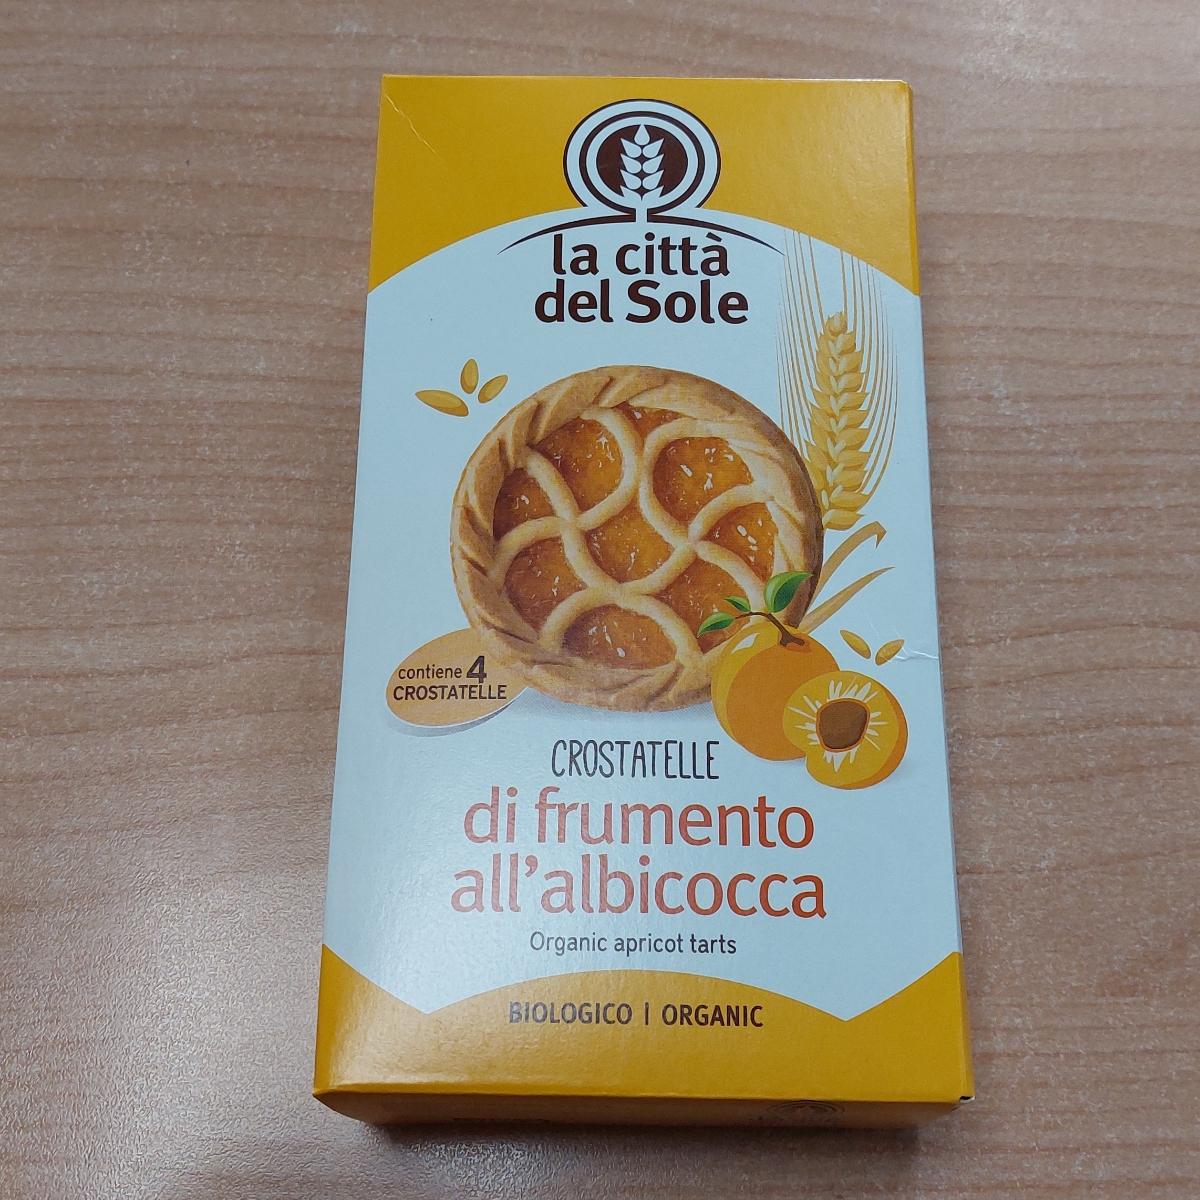 la città
del Sole
contiene 4
CROSTATELLE
CROSTATELLE
di frumento
all'albicocca
Organic apricot tarts
BIOLOGICO | ORGANIC